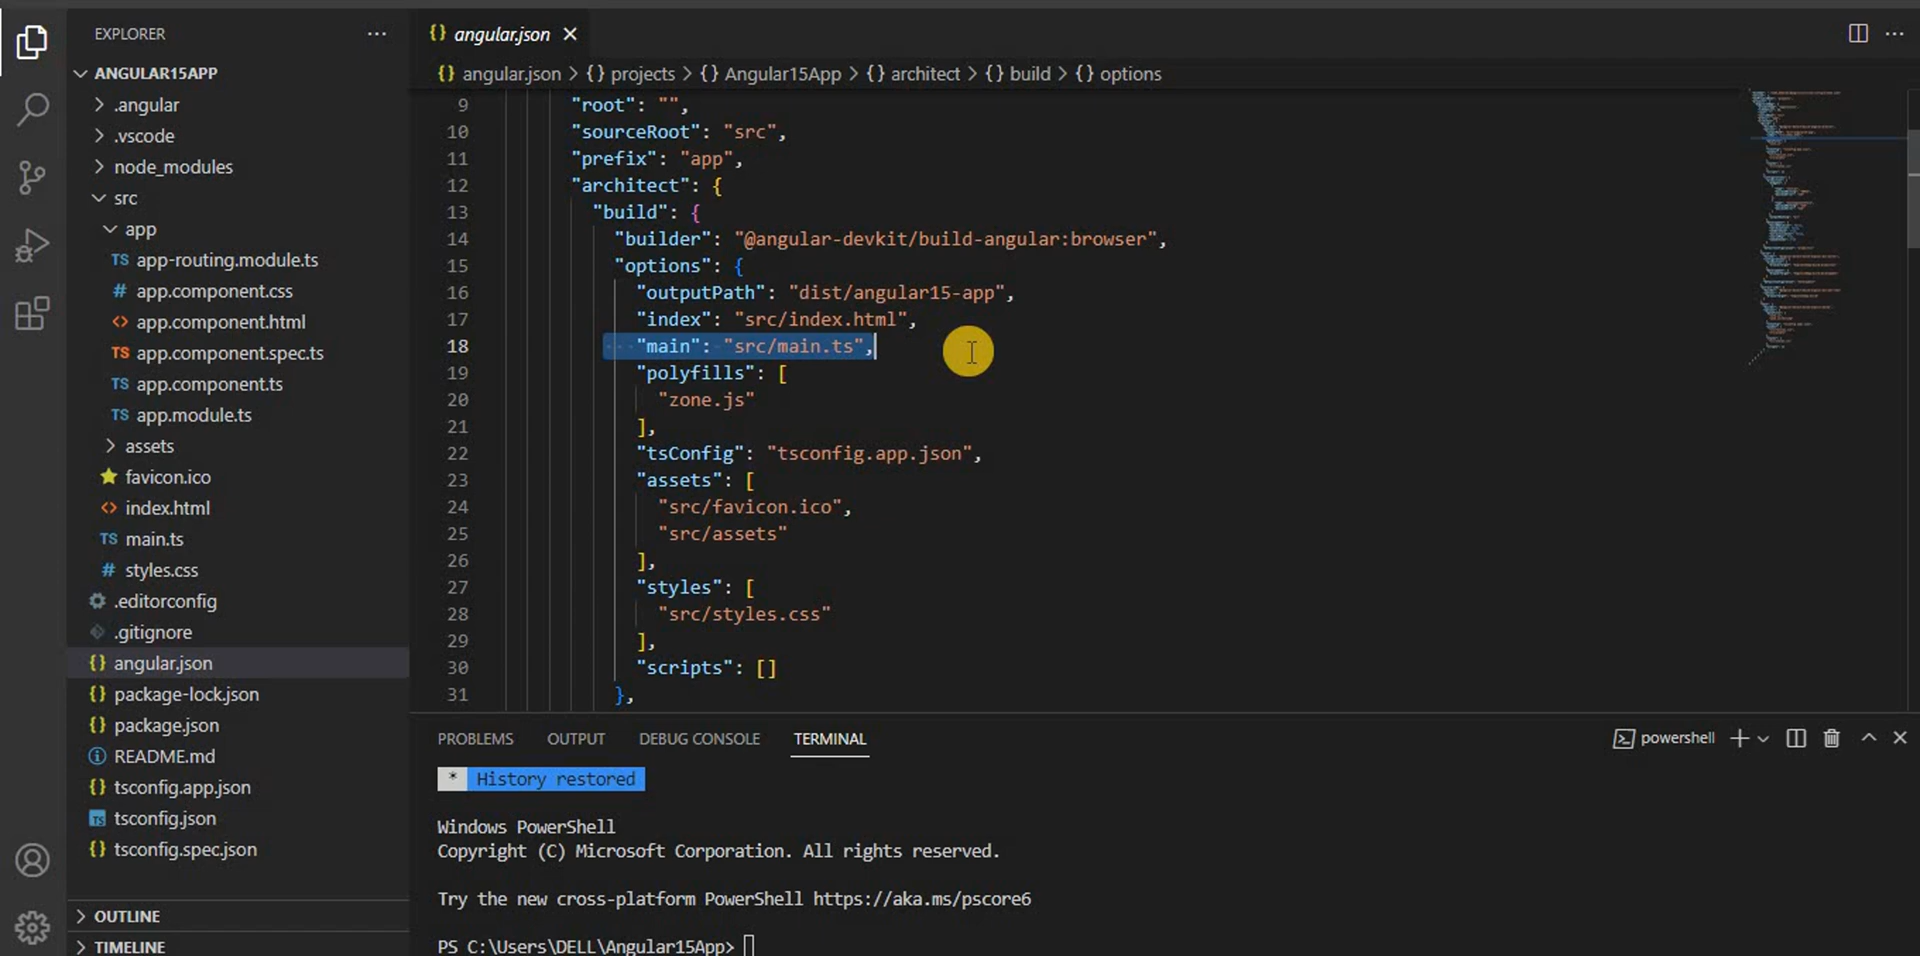 EXPLORER
ANGULAR15APP
.angular
.vscode
node_modules
src
app
TS app-routing.module.ts
# app.component.css
<> app.component.html
TS app.component.spec.ts
TS app.component.ts
TS app.module.ts
assets
favicon.ico
<> index.html
TS main.ts
# styles.css
.editorconfig
.gitignore
{} angular.json
{} package-lock.json
{} package.json
README.md
{} tsconfig.app.json
TS tsconfig.json
{} tsconfig.spec.json
OUTLINE
TIMELINE
{} angular.json
{} angular.json > {} projects > {} Angular15App > {} architect > {} build > {} options
9 "root": "",
10 "sourceRoot": "src",
11 "prefix": "app",
12 "architect": {
13 "build": {
14 "builder": "@angular-devkit/build-angular:browser",
15 "options": {
16 "outputPath": "dist/angular15-app",
17 "index": "src/index.html",
18 "main": "src/main.ts",
19 "polyfills": [
20 "zone.js"
21 ],
22 "tsConfig": "tsconfig.app.json",
23 "assets": [
24 "src/favicon.ico",
25 "src/assets"
26 ],
27 "styles": [
28 "src/styles.css"
29 ],
30 "scripts": []
31 },
PROBLEMS OUTPUT DEBUG CONSOLE TERMINAL
powershell
* History restored
Windows PowerShell
Copyright (C) Microsoft Corporation. All rights reserved.
Try the new cross-platform PowerShell https://aka.ms/pscore6
PS C:\Users\DELL\Angular15App>